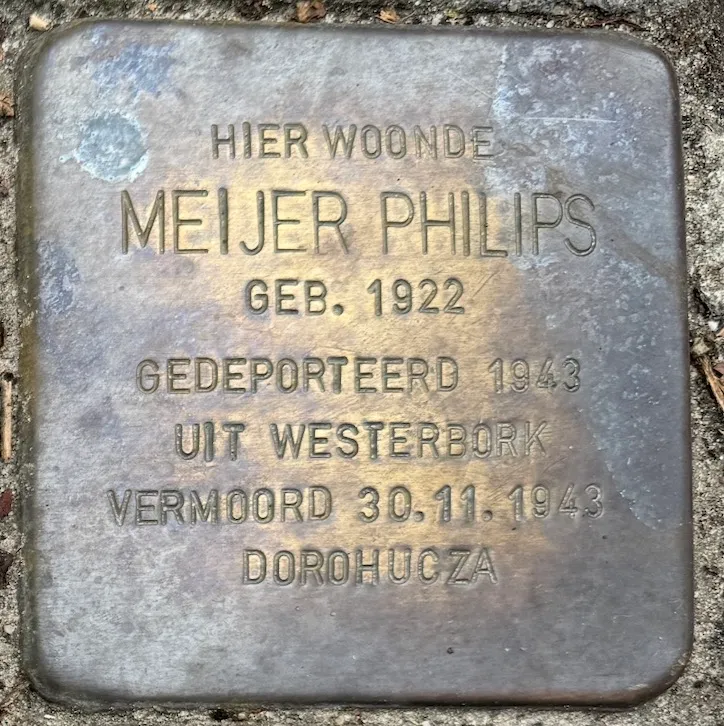 HIER WOONDE
MEIJER PHILIPS
GEB. 1922
GEDEPORTEERD 1943
UIT WESTERBORK
VERMOORD 30.11.1943
DOROHUCZA